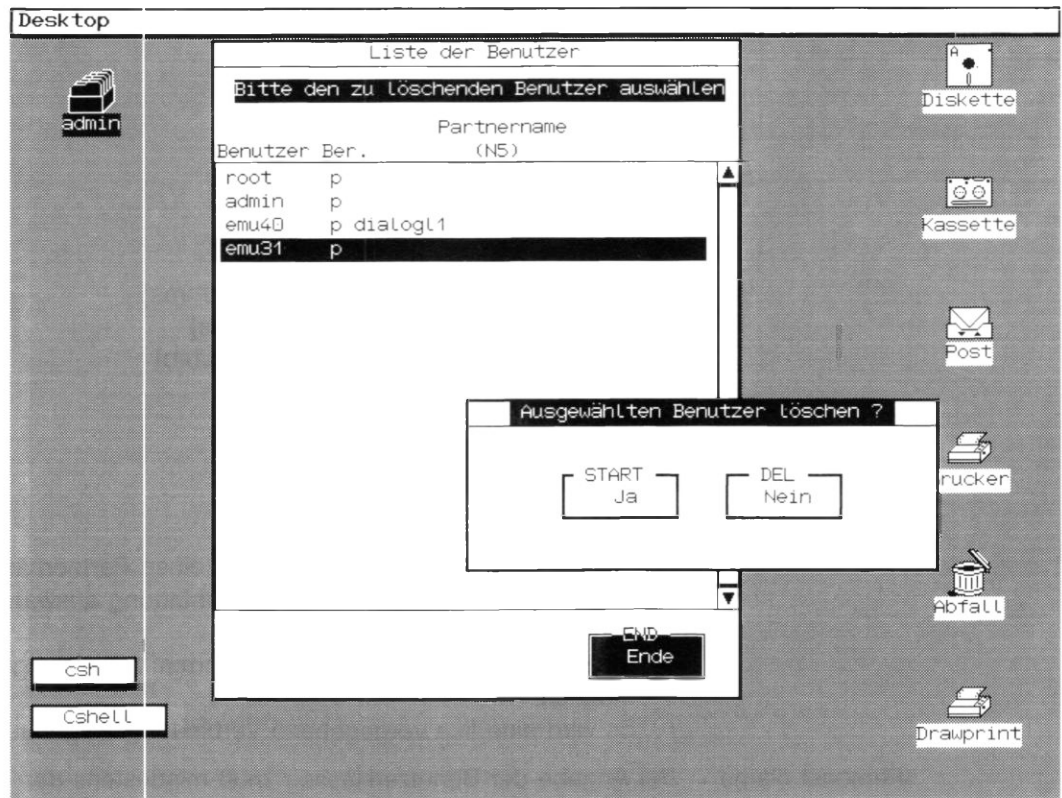 Desktop
Liste der Benutzer
Bitte den zu löschenden Benutzer auswählen
Partnername
Benutzer Ber. (N5)
root p
admin p
emu40 p dialogl1
emu31 p
Ausgewählten Benutzer löschen ?
START
Ja
DEL
Nein
END
Ende
admin
csh
Cshell
Diskette
A
Kassette
Post
rucker
Abfall
Drawprint